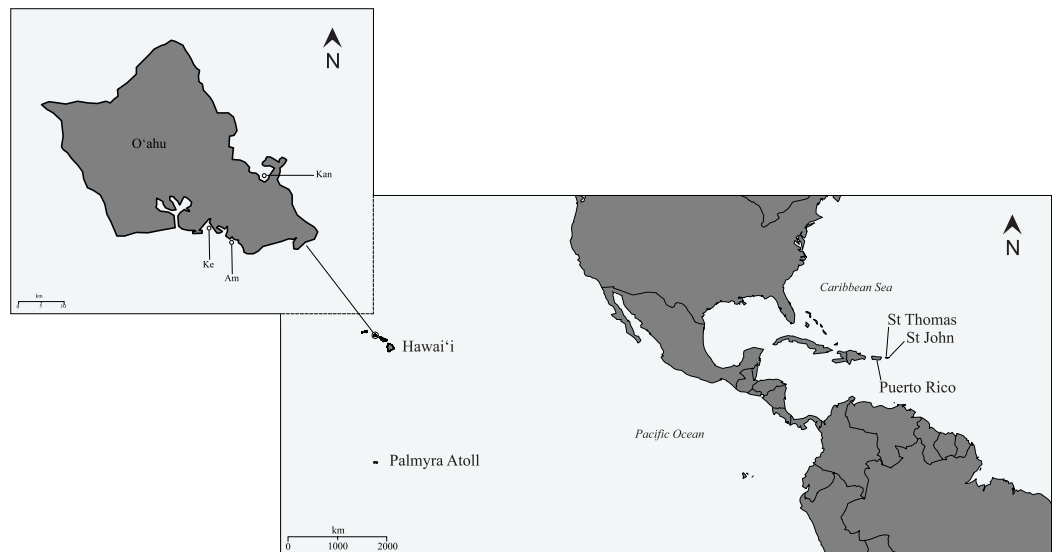 N
O‘ahu
Kan
Ke
Am
km
0 5 10
N
Caribbean Sea
St Thomas
St John
Hawai‘i
Puerto Rico
Pacific Ocean
Palmyra Atoll
km
0 1000 2000